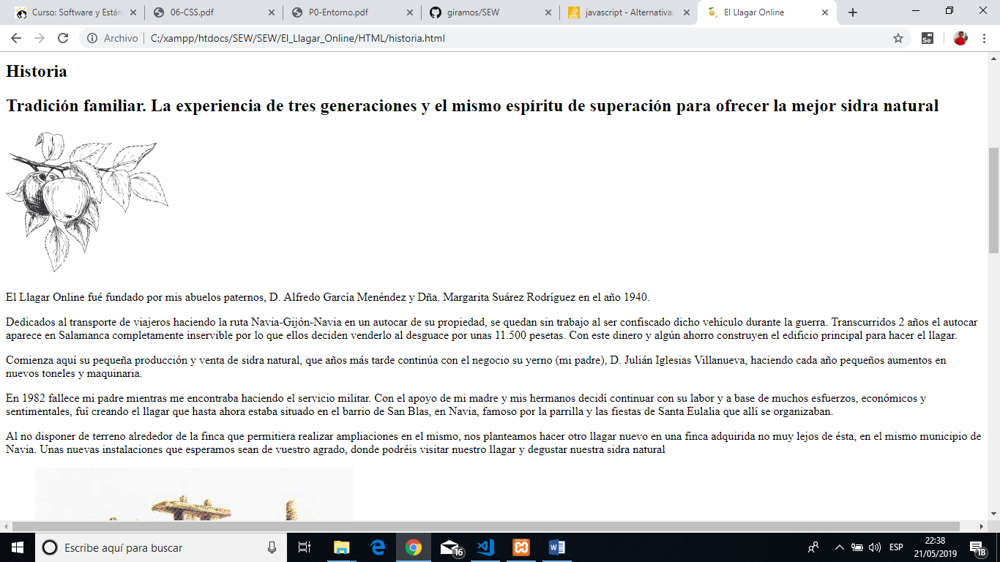 Curso: Software y Están
06-CSS.pdf
P0-Entorno.pdf
giramos/SEW
javascript - Alternativa:
El Llagar Online
Archivo
C:/xampp/htdocs/SEW/SEW/El_Llagar_Online/HTML/historia.html
Historia
Tradición familiar. La experiencia de tres generaciones y el mismo espíritu de superación para ofrecer la mejor sidra natural
El Llagar Online fué fundado por mis abuelos paternos, D. Alfredo García Menéndez y Dña. Margarita Suárez Rodríguez en el año 1940.
Dedicados al transporte de viajeros haciendo la ruta Navia-Gijón-Navia en un autocar de su propiedad, se quedan sin trabajo al ser confiscado dicho vehículo durante la guerra. Transcurridos 2 años el autocar
aparece en Salamanca completamente inservible por lo que ellos deciden venderlo al desguace por unas 11.500 pesetas. Con este dinero y algún ahorro construyen el edificio principal para hacer el llagar.
Comienza aquí su pequeña producción y venta de sidra natural, que años más tarde continúa con el negocio su yerno (mi padre), D. Julián Iglesias Villanueva, haciendo cada año pequeños aumentos en
nuevos toneles y maquinaria.
En 1982 fallece mi padre mientras me encontraba haciendo el servicio militar. Con el apoyo de mi madre y mis hermanos decidí continuar con su labor y a base de muchos esfuerzos, económicos y
sentimentales, fuí creando el llagar que hasta ahora estaba situado en el barrio de San Blas, en Navia, famoso por la parrilla y las fiestas de Santa Eulalia que allí se organizaban.
Al no disponer de terreno alrededor de la finca que permitiera realizar ampliaciones en el mismo, nos planteamos hacer otro llagar nuevo en una finca adquirida no muy lejos de ésta, en el mismo municipio de
Navia. Unas nuevas instalaciones que esperamos sean de vuestro agrado, donde podréis visitar nuestro llagar y degustar nuestra sidra natural
Escribe aquí para buscar
16
ESP
22:38
21/05/2019
18